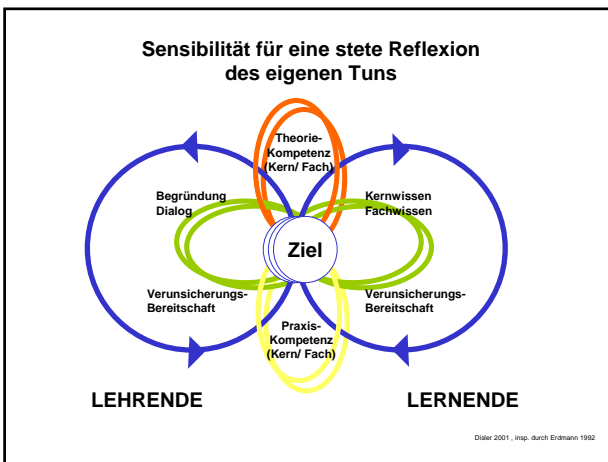 Sensibilität für eine stete Reflexion
des eigenen Tuns
Theorie-
Kompetenz
(Kern/ Fach)
Begründung
Dialog
Kernwissen
Fachwissen
Ziel
Verunsicherungs-
Bereitschaft
Verunsicherungs-
Bereitschaft
Praxis-
Kompetenz
(Kern/ Fach)
LEHRENDE
LERNENDE
Disler 2001 , insp. durch Erdmann 1992